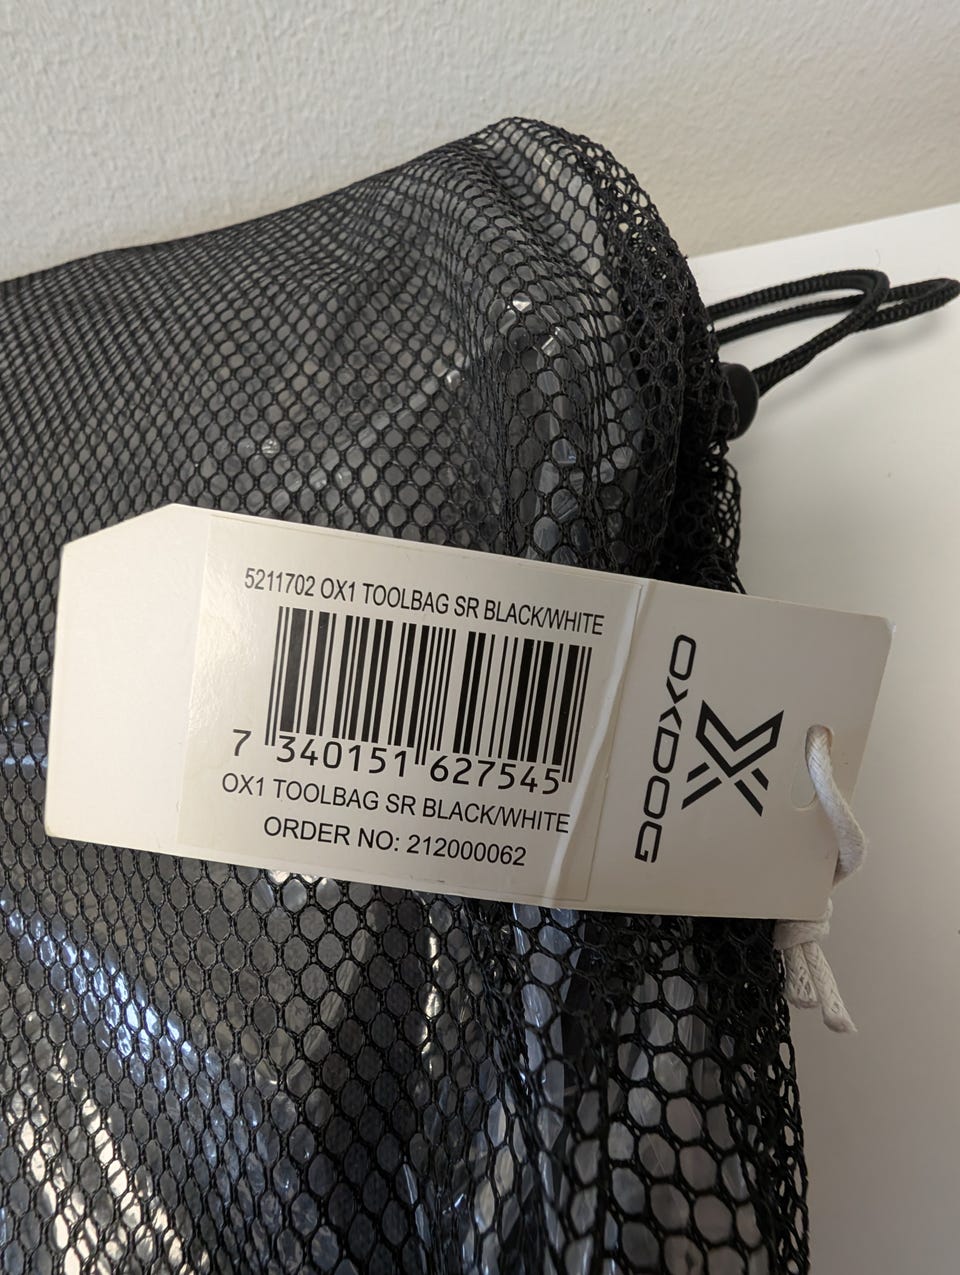 5211702 OX1 TOOLBAG SR BLACK/WHITE
7 340151 627545
OX1 TOOLBAG SR BLACK/WHITE
ORDER NO: 212000062
OXDOG